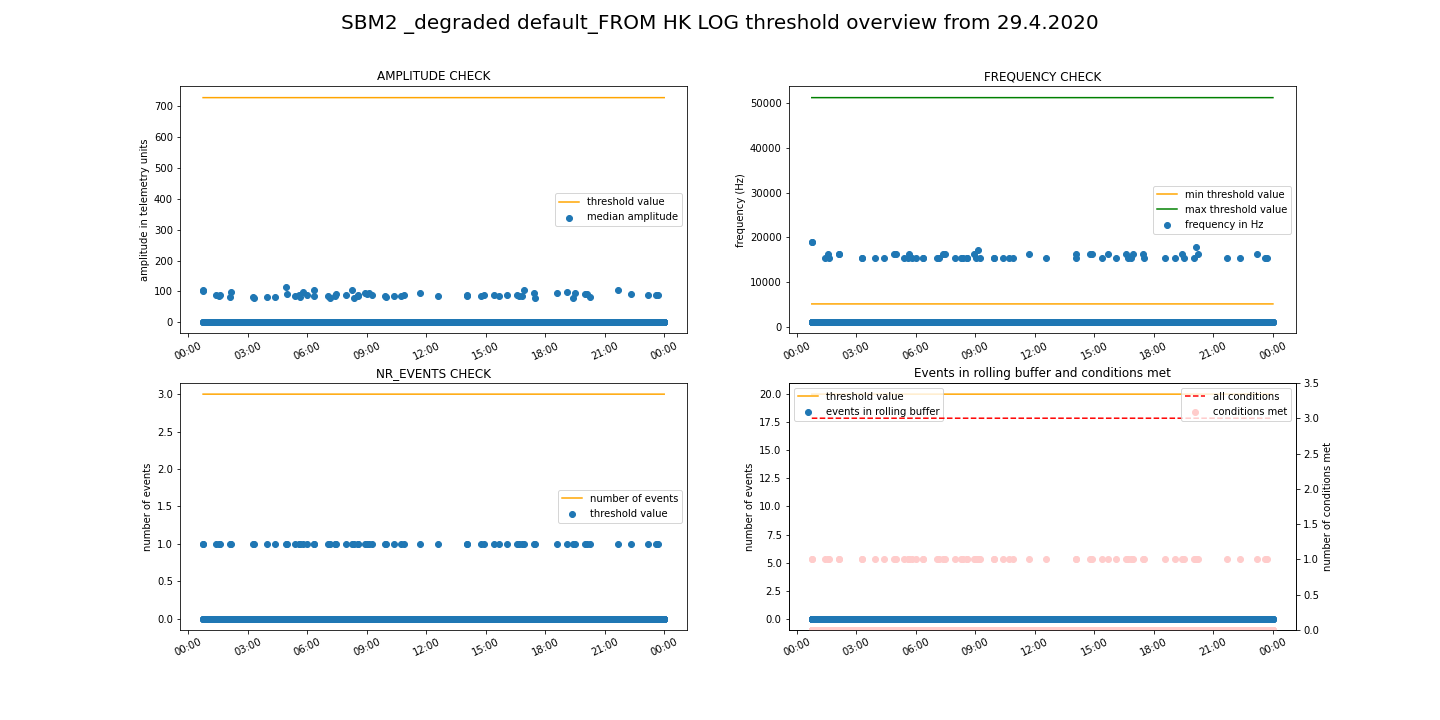 SBM2 _degraded default_FROM HK LOG threshold overview from 29.4.2020
AMPLITUDE CHECK
amplitude in telemetry units
700
600
500
400
300
200
100
0
threshold value
median amplitude
00:00 03:00 06:00 09:00 12:00 15:00 18:00 21:00 00:00
FREQUENCY CHECK
frequency (Hz)
50000
40000
30000
20000
10000
0
min threshold value
max threshold value
frequency in Hz
00:00 03:00 06:00 09:00 12:00 15:00 18:00 21:00 00:00
NR_EVENTS CHECK
number of events
3.0
2.5
2.0
1.5
1.0
0.5
0.0
number of events
threshold value
00:00 03:00 06:00 09:00 12:00 15:00 18:00 21:00 00:00
Events in rolling buffer and conditions met
number of events
20.0
17.5
15.0
12.5
10.0
7.5
5.0
2.5
0.0
threshold value
events in rolling buffer
all conditions
conditions met
3.5
3.0
2.5
2.0
1.5
1.0
0.5
0.0
number of conditions met
00:00 03:00 06:00 09:00 12:00 15:00 18:00 21:00 00:00